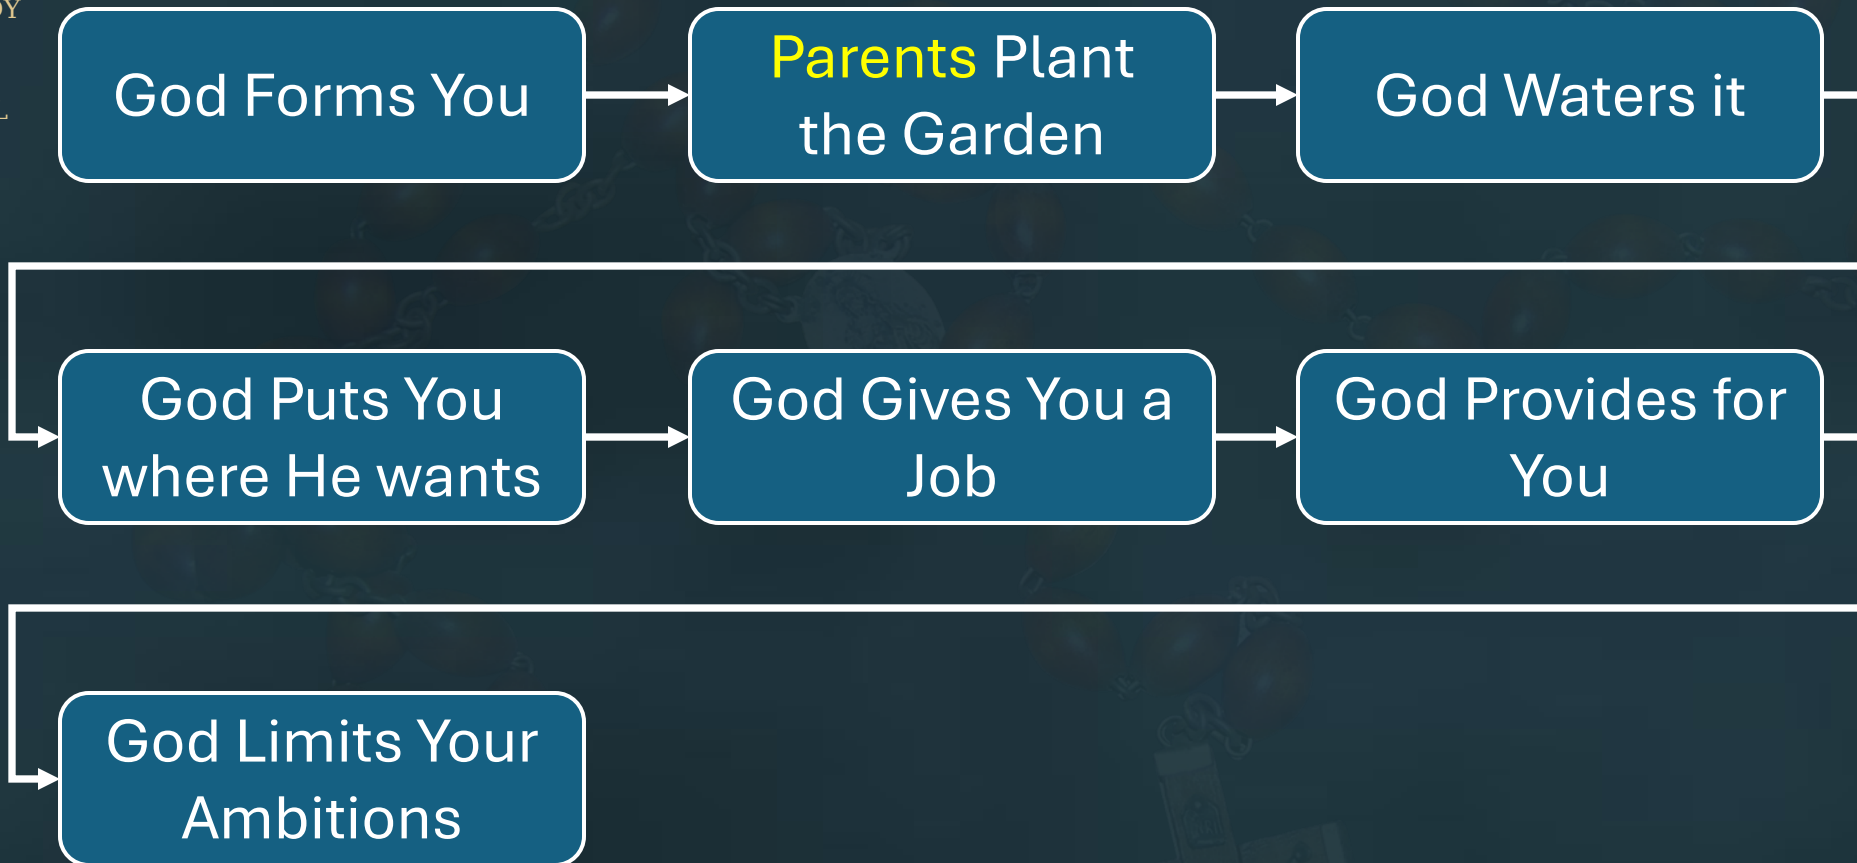 God Forms You
Parents Plant
the Garden
God Waters it
God Puts You
where He wants
God Gives You a
Job
God Provides for
You
God Limits Your
Ambitions